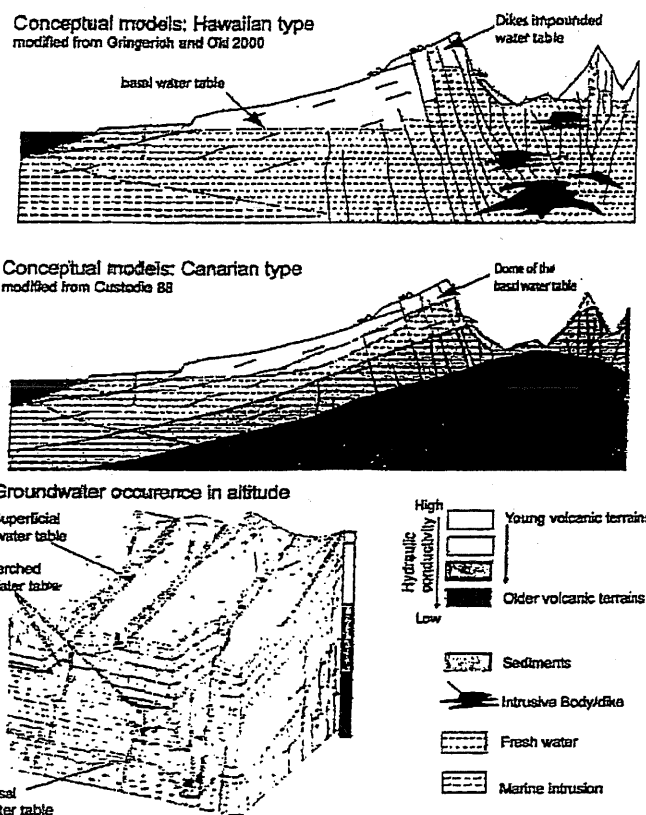 Conceptual models: Hawaiian type
modified from Gringerich and Oki 2000
Dikes impounded
water table
basal water table
Conceptual models: Canarian type
modified from Custodio 88
Dome of the
basal water table
Groundwater occurence in altitude
Superficial
water table
erched
ater table
sal
ter table
High
Hydraulic
conductivity
Low
Young volcanic terrains
Older volcanic terrains
Sediments
Intrusive Body/dike
Fresh water
Marine intrusion